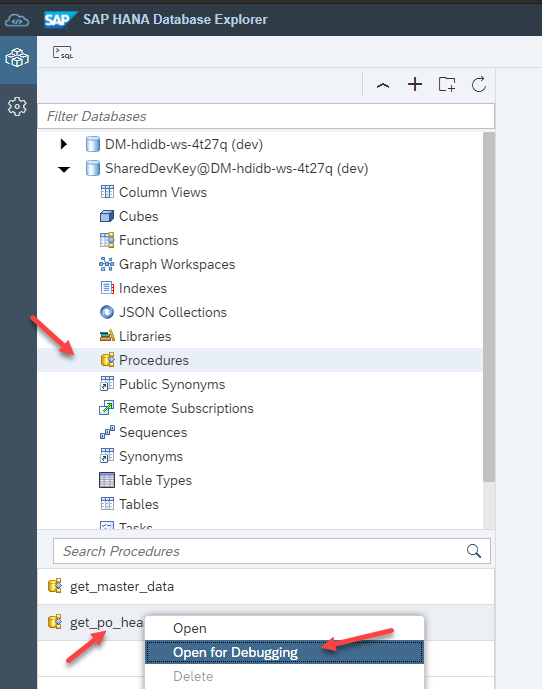 SAP SAP HANA Database Explorer
SQL
Filter Databases
DM-hdidb-ws-4t27q (dev)
SharedDevKey@DM-hdidb-ws-4t27q (dev)
Column Views
Cubes
Functions
Graph Workspaces
Indexes
JSON Collections
Libraries
Procedures
Public Synonyms
Remote Subscriptions
Sequences
Synonyms
Table Types
Tables
Tasks
Search Procedures
get_master_data
get_po_hea
Open
Open for Debugging
Delete